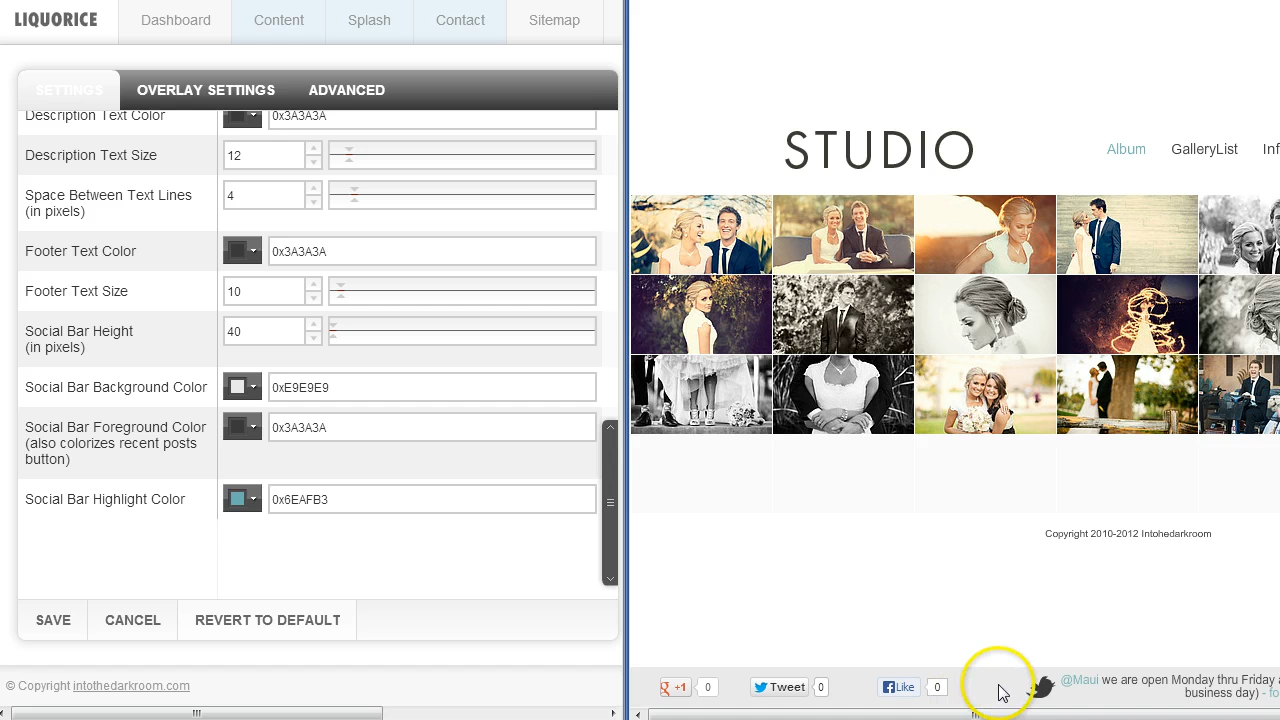 LIQUORICE
Dashboard
Content
Splash
Contact
Sitemap
SETTINGS
OVERLAY SETTINGS
ADVANCED
Description Text Color
0x3A3A3A
Description Text Size
12
Space Between Text Lines
(in pixels)
4
Footer Text Color
0x3A3A3A
Footer Text Size
10
Social Bar Height
(in pixels)
40
Social Bar Background Color
0xE9E9E9
Social Bar Foreground Color
(also colorizes recent posts
button)
0x3A3A3A
Social Bar Highlight Color
0x6EAFB3
SAVE
CANCEL
REVERT TO DEFAULT
© Copyright intothedarkroom.com
STUDIO
Album
GalleryList
Inf
Copyright 2010-2012 Intohedarkroom
g +1
0
Tweet
0
Like
0
@Maui we are open Monday thru Friday a
business day) - fo